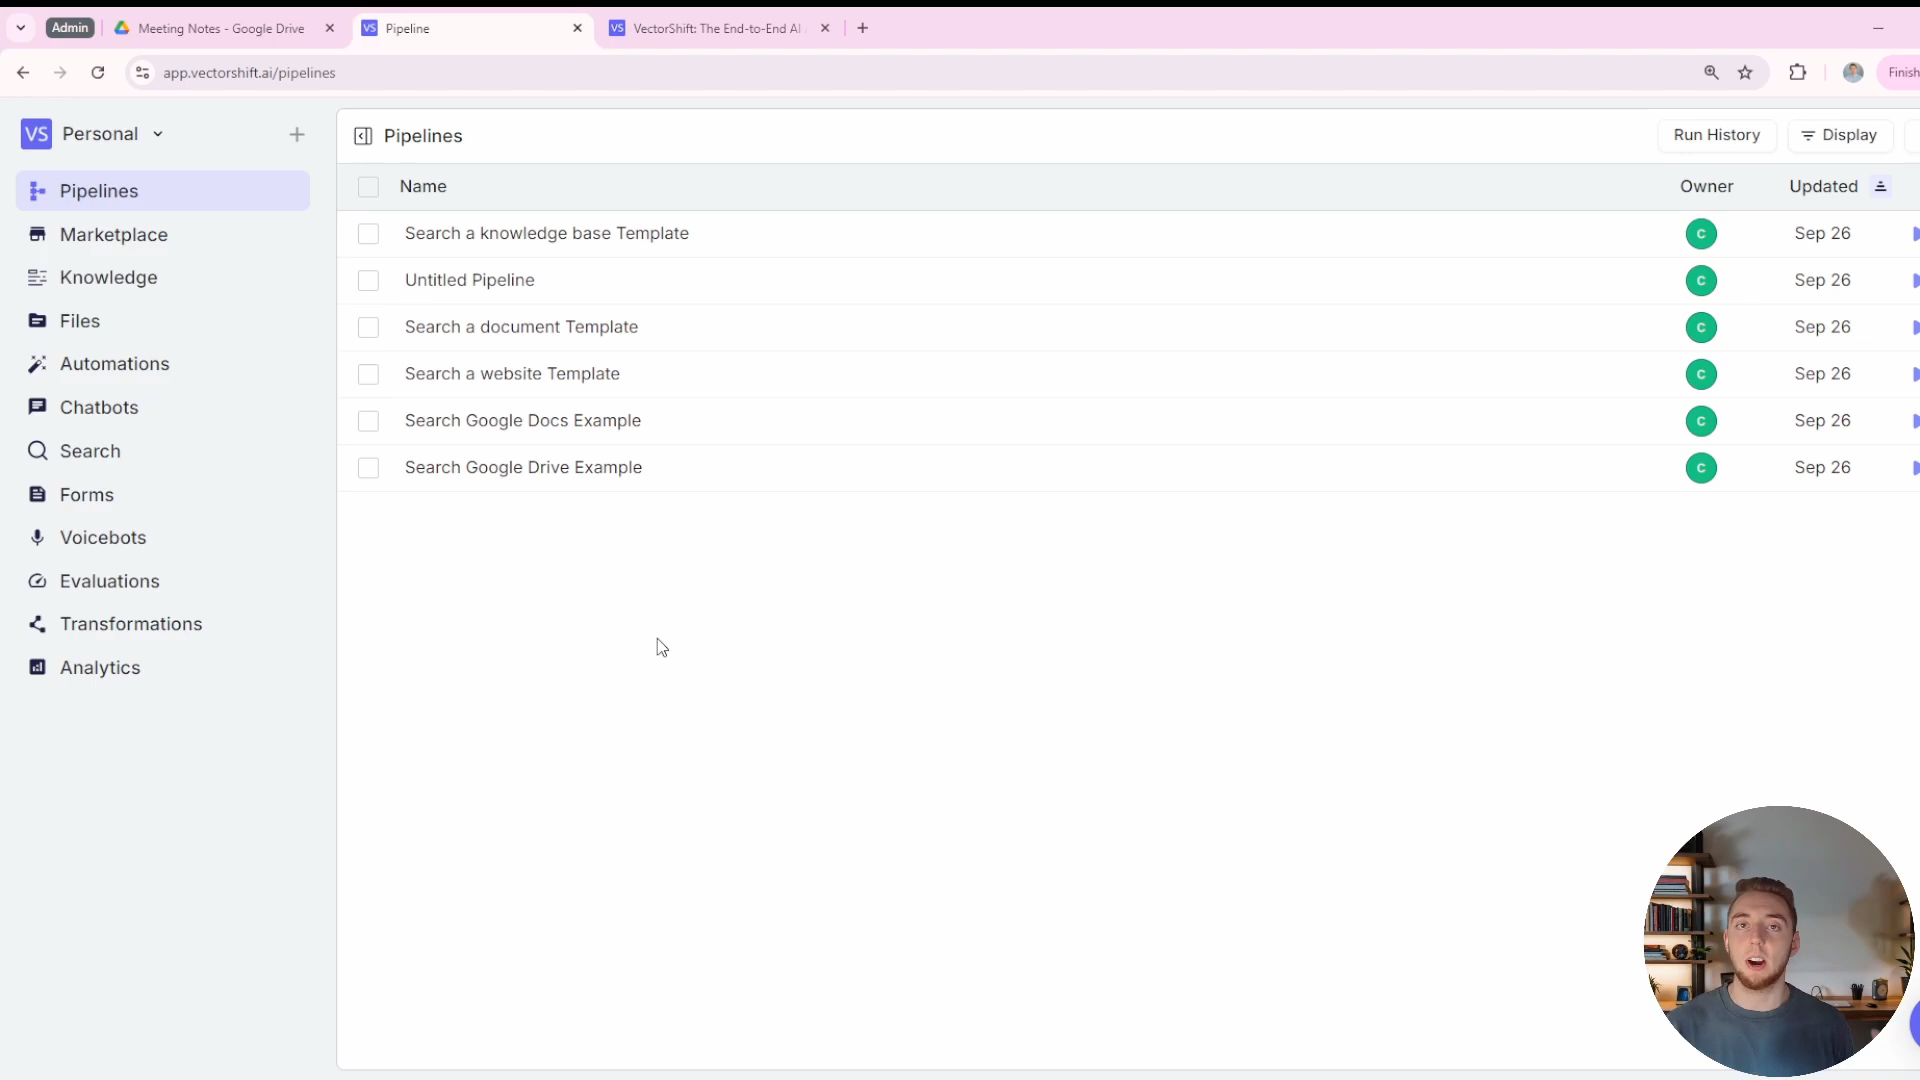 Admin
Meeting Notes - Google Drive
VS
Pipeline
VS
VectorShift: The End-to-End AI
app.vectorshift.ai/pipelines
Finish
VS
Personal
Pipelines
Marketplace
Knowledge
Files
Automations
Chatbots
Search
Forms
Voicebots
Evaluations
Transformations
Analytics
Pipelines
Run History
Display
Name
Owner
Updated
Search a knowledge base Template
C
Sep 26
Untitled Pipeline
C
Sep 26
Search a document Template
C
Sep 26
Search a website Template
C
Sep 26
Search Google Docs Example
C
Sep 26
Search Google Drive Example
C
Sep 26